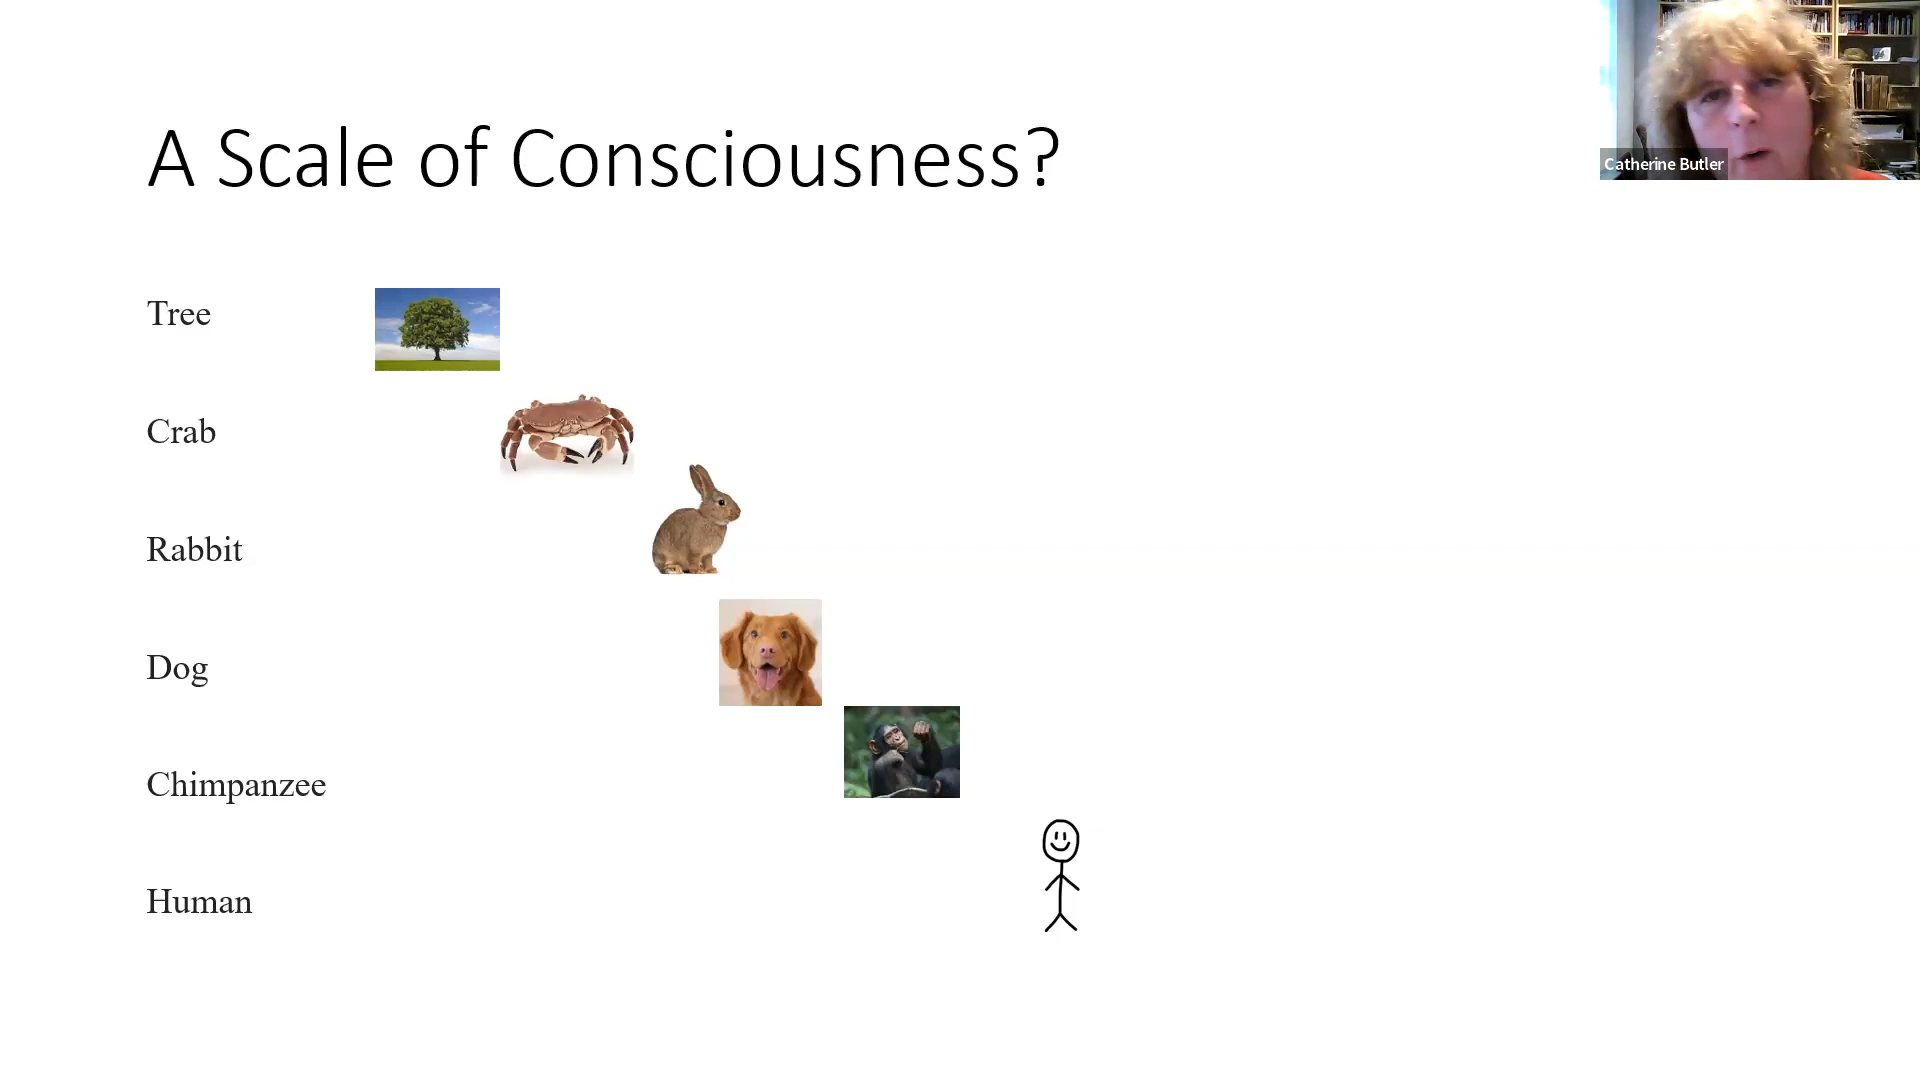 A Scale of Consciousness?
Catherine Butler
Tree
Crab
Rabbit
Dog
Chimpanzee
Human